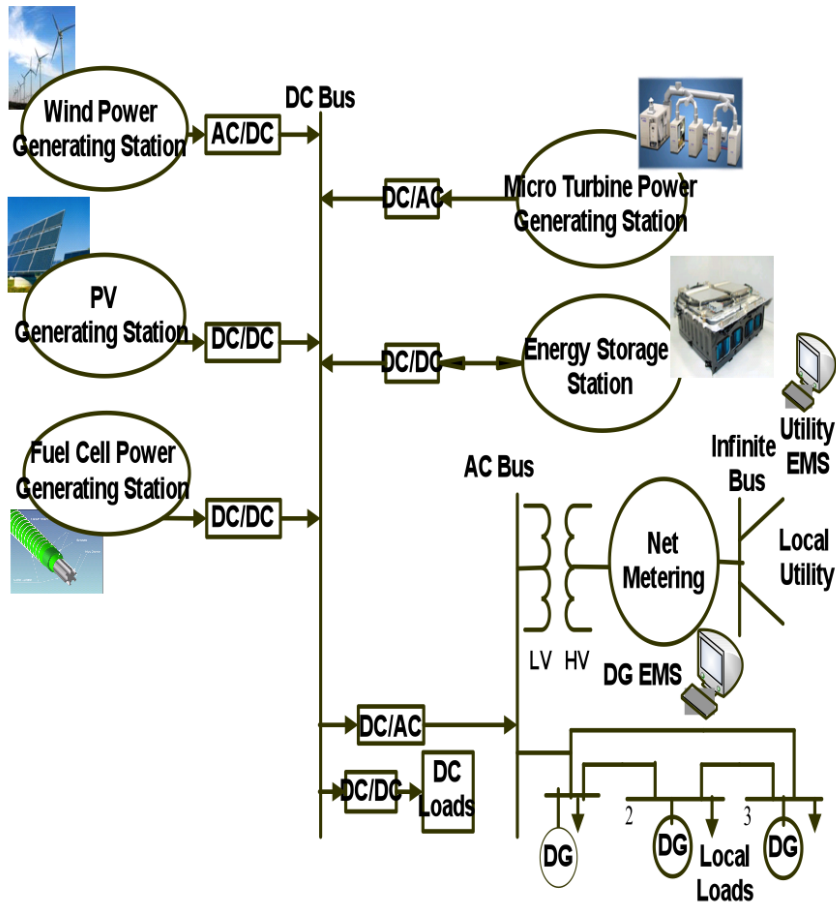 Wind Power
Generating Station
AC/DC
DC Bus
DC/AC
Micro Turbine Power
Generating Station
PV
Generating Station
DC/DC
DC/DC
Energy Storage
Station
Fuel Cell Power
Generating Station
DC/DC
AC Bus
Infinite
Bus
Utility
EMS
Net
Metering
Local
Utility
LV
HV
DG EMS
DC/AC
DC/DC
DC
Loads
2
3
DG
DG
DG
Local
Loads